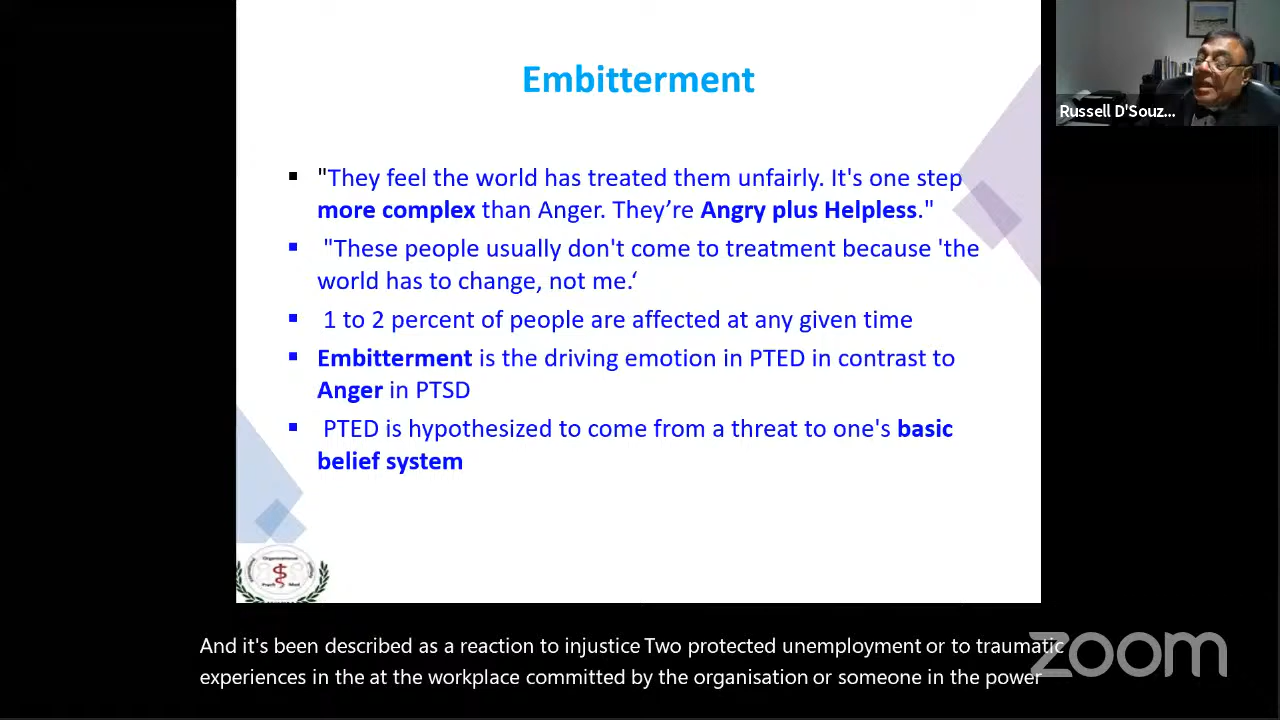 Embitterment
Russell D'Souz...
▪ "They feel the world has treated them unfairly. It's one step
more complex than Anger. They’re Angry plus Helpless."
▪ "These people usually don't come to treatment because 'the
world has to change, not me.‘
▪ 1 to 2 percent of people are affected at any given time
▪ Embitterment is the driving emotion in PTED in contrast to
Anger in PTSD
▪ PTED is hypothesized to come from a threat to one's basic
belief system
Organisational
And it's been described as a reaction to injustice Two protected unemployment or to traumatic
experiences in the at the workplace committed by the organisation or someone in the power
zoom